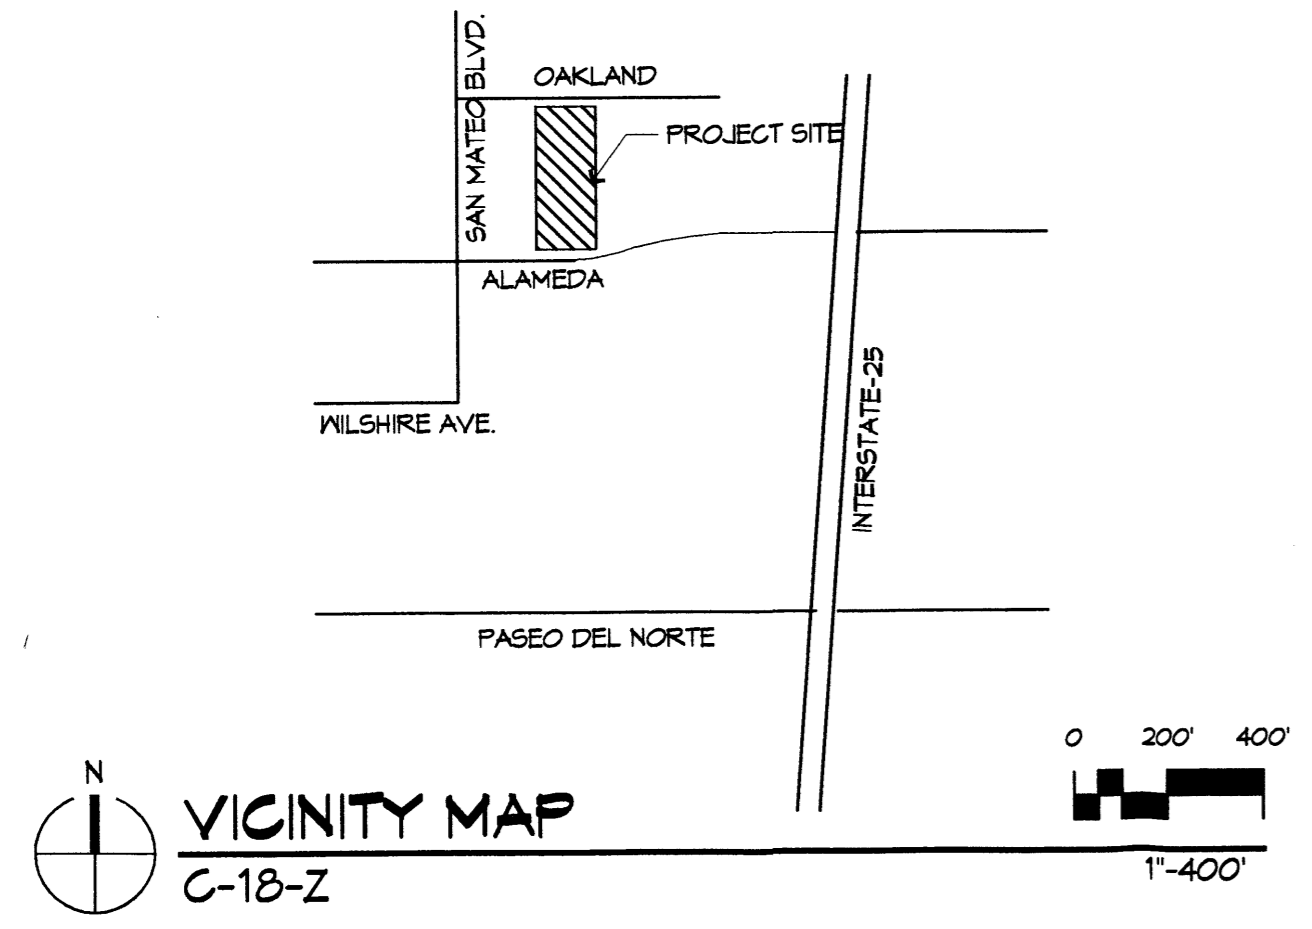 SAN MATEO BLVD.
OAKLAND
PROJECT SITE
ALAMEDA
INTERSTATE-25
WILSHIRE AVE.
PASEO DEL NORTE
0 200' 400'
N
VICINITY MAP
1"-400'
C-18-Z